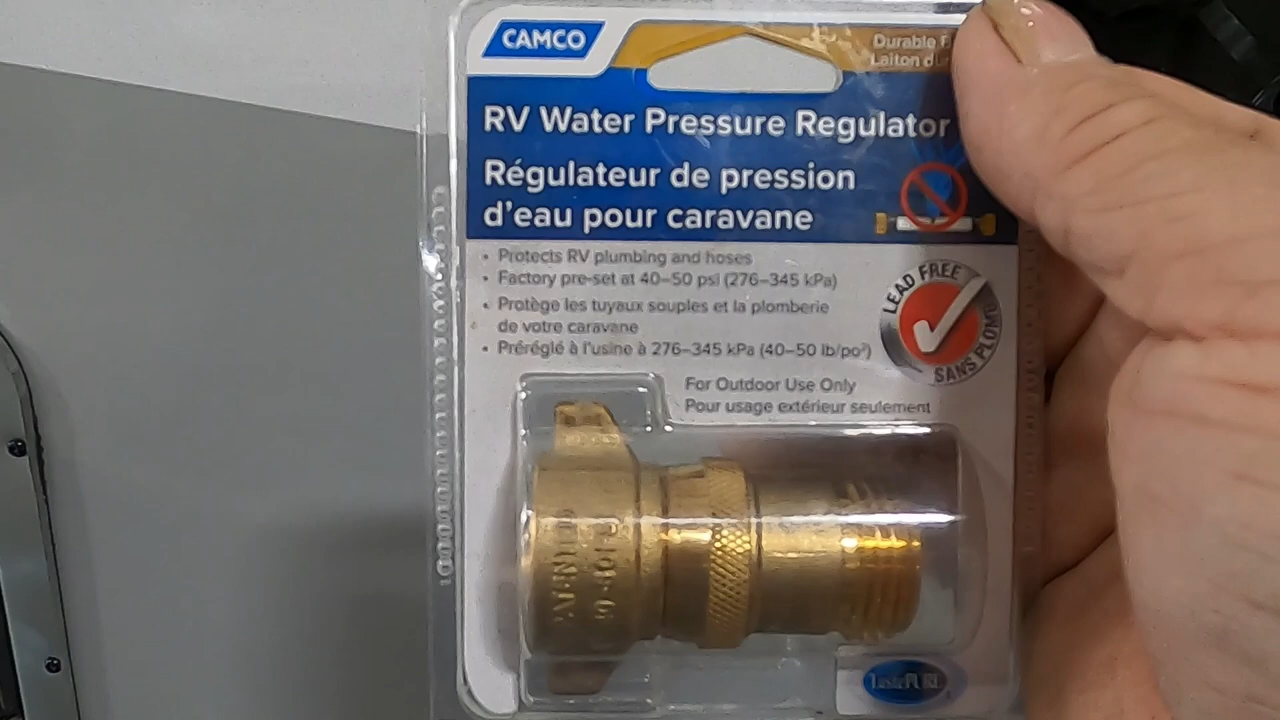 CAMCO
Durable
Laiton
RV Water Pressure Regulator
Régulateur de pression
d'eau pour caravane
• Protects RV plumbing and hoses
• Factory pre-set at 40–50 psi (276–345 kPa)
• Protège les tuyaux souples et la plomberie
de votre caravane
• Préréglé à l'usine à 276–345 kPa (40–50 lb/po²)
LEAD FREE
SANS PLOMB
For Outdoor Use Only
Pour usage extérieur seulement
TastePURE